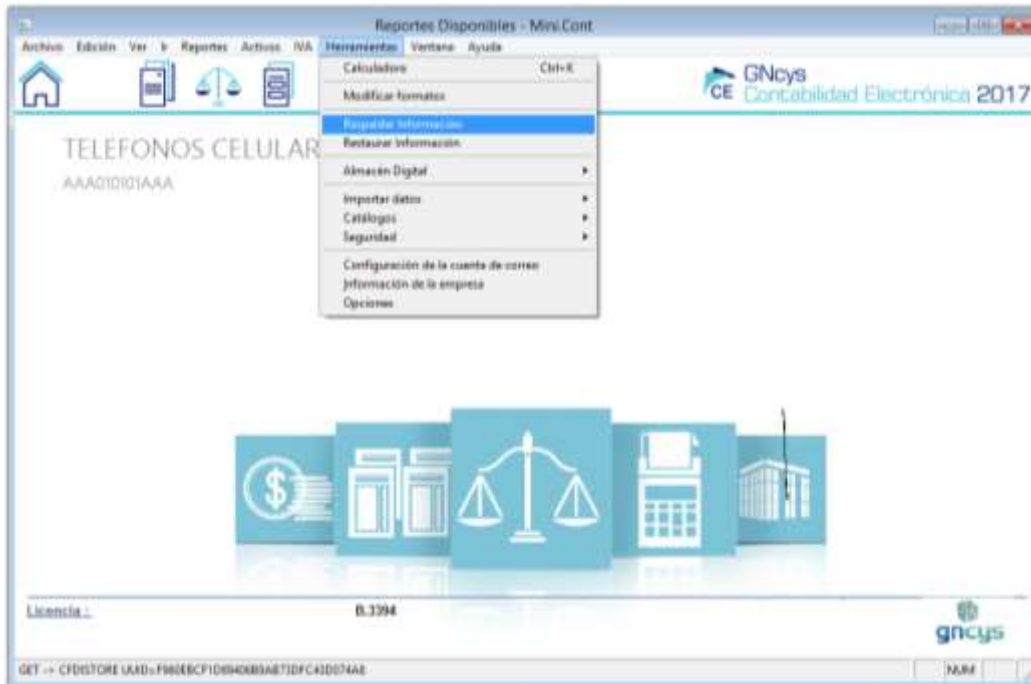 Reportes Disponibles - Mini.Cont
Archivo Edición Ver Ir Reportes Activos IVA Herramientas Ventana Ayuda
Calculadora Ctrl+K
Modificar formatos
Respaldar Información
Restaurar Información
Almacén Digital
Importar datos
Catálogos
Seguridad
Configuración de la cuenta de correo
Información de la empresa
Opciones
GNcys
CE Contabilidad Electrónica 2017
TELEFONOS CELULAR
AAA010101AAA
$
Licencia :
B.3394
gncys
NUM